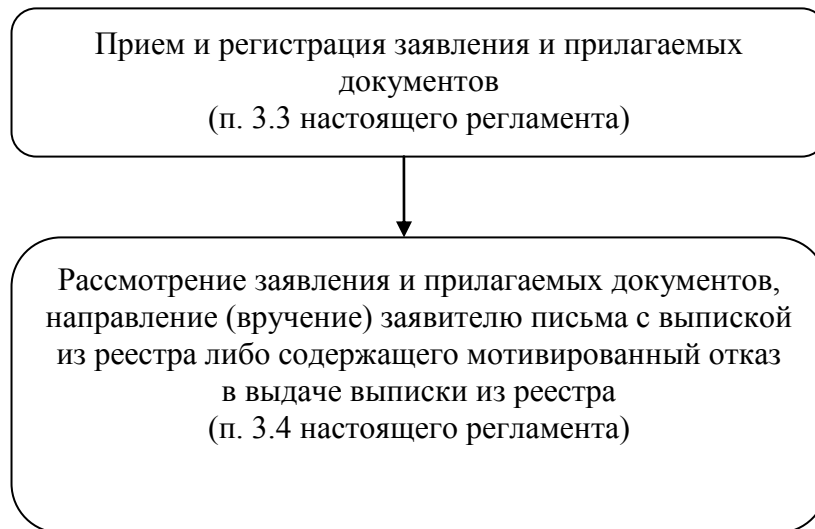 Прием и регистрация заявления и прилагаемых
документов
(п. 3.3 настоящего регламента)
Рассмотрение заявления и прилагаемых документов,
направление (вручение) заявителю письма с выпиской
из реестра либо содержащего мотивированный отказ
в выдаче выписки из реестра
(п. 3.4 настоящего регламента)